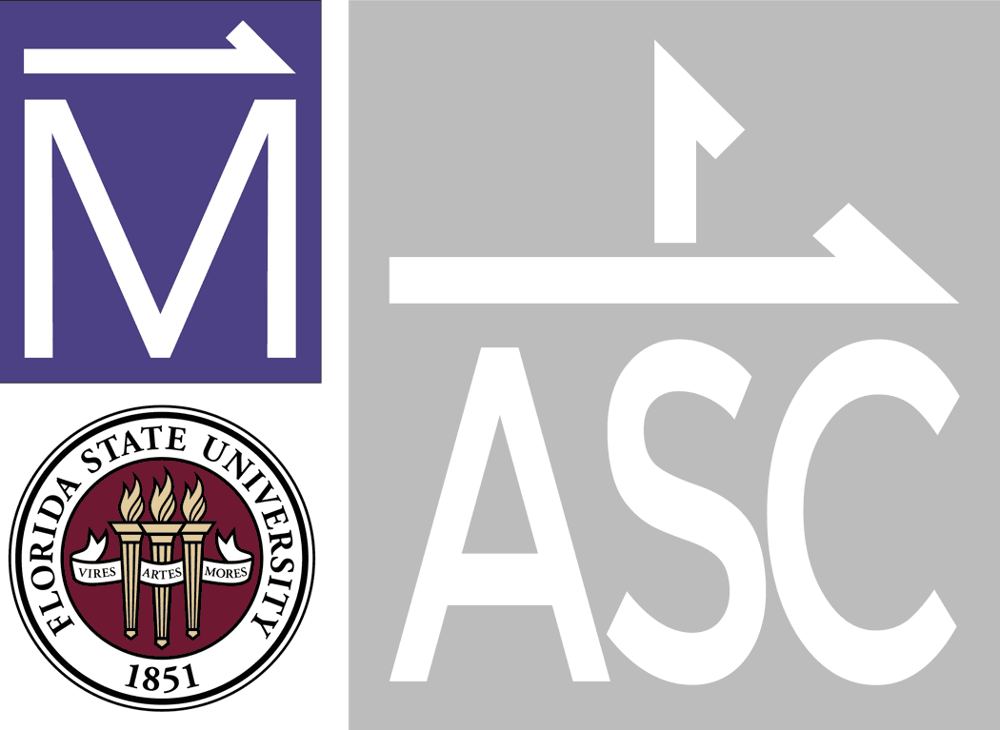 M
FLORIDA STATE UNIVERSITY
VIRES ARTES MORES
1851
ASC